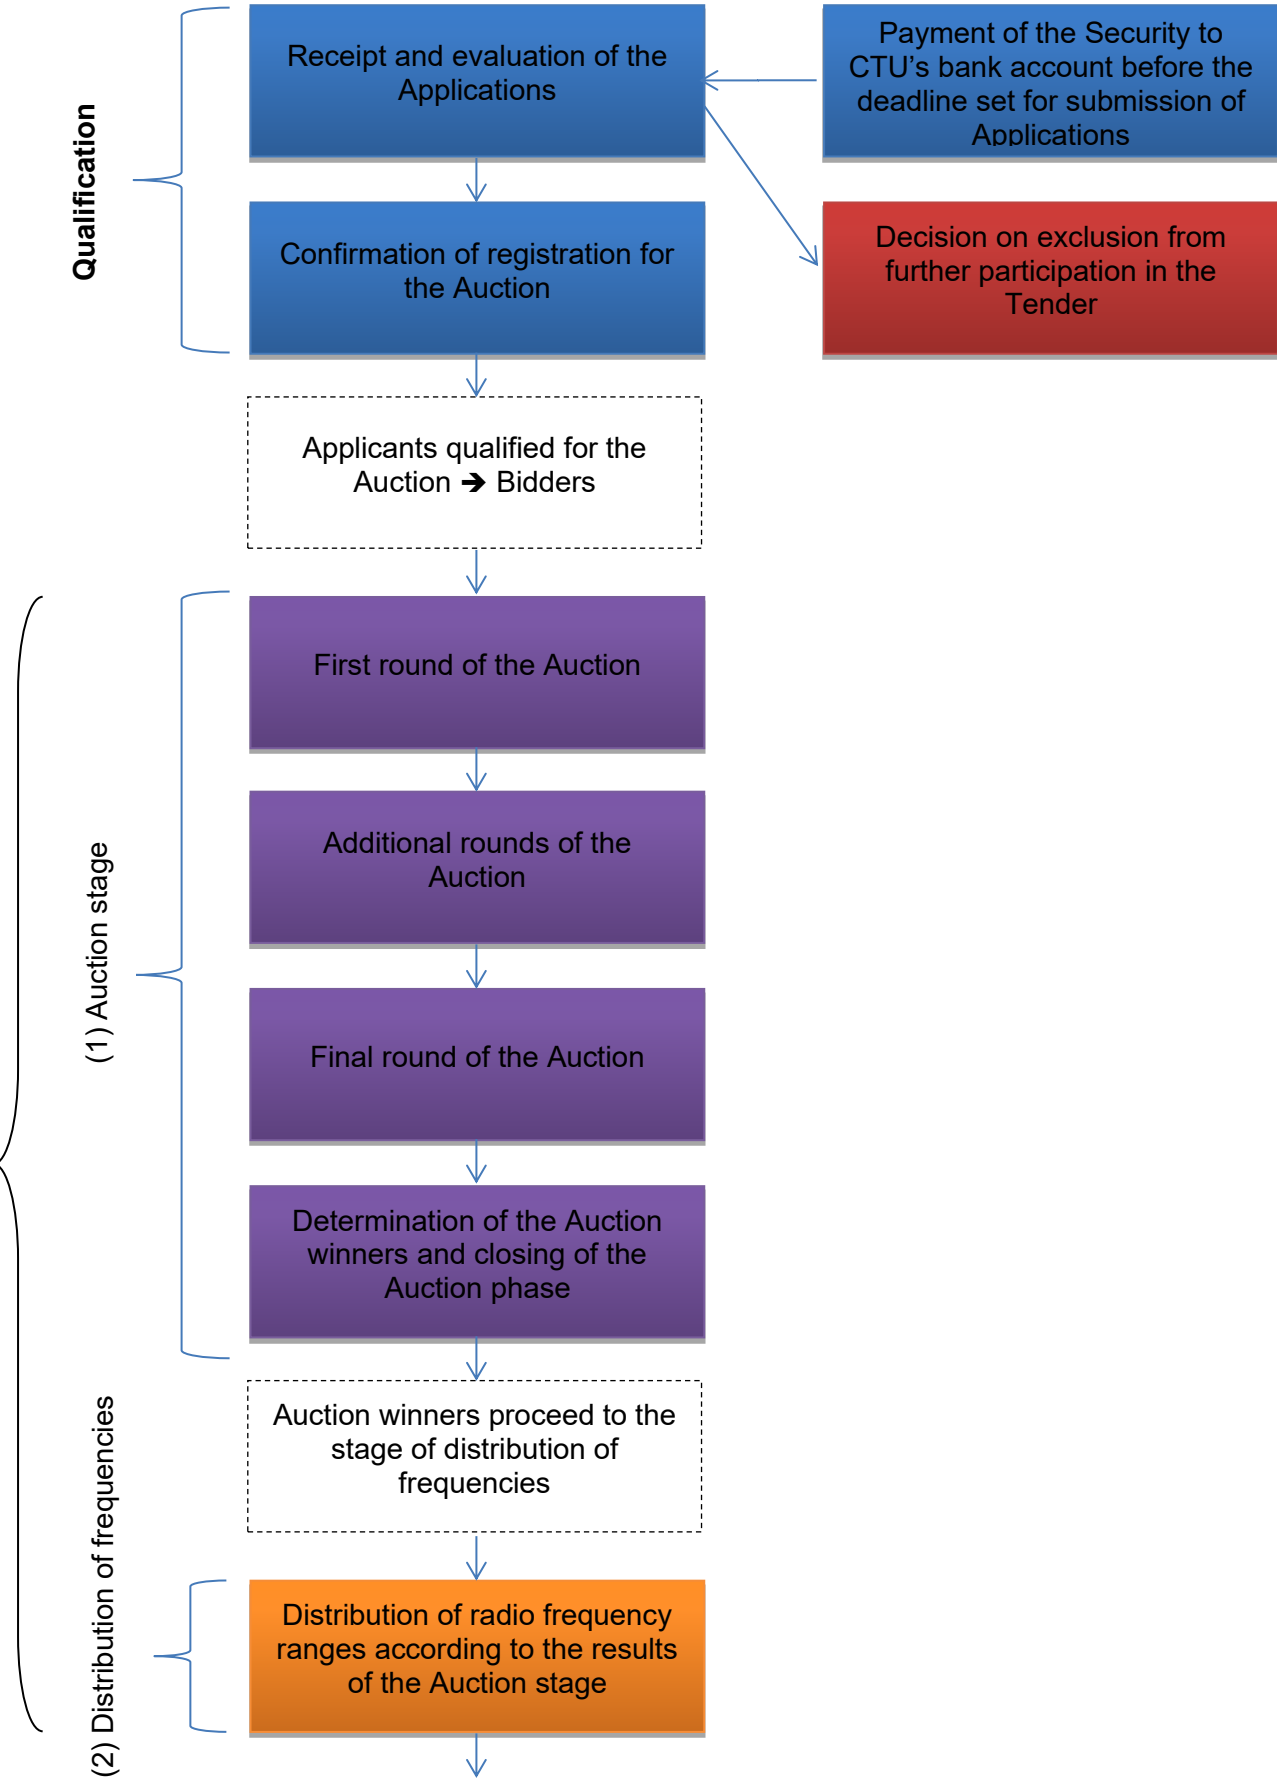 Qualification
Receipt and evaluation of the
Applications
Payment of the Security to
CTU's bank account before the
deadline set for submission of
Applications
Confirmation of registration for
the Auction
Decision on exclusion from
further participation in the
Tender
Applicants qualified for the
Auction ➔ Bidders
(1) Auction stage
First round of the Auction
Additional rounds of the
Auction
Final round of the Auction
Determination of the Auction
winners and closing of the
Auction phase
Auction winners proceed to the
stage of distribution of
frequencies
(2) Distribution of frequencies
Distribution of radio frequency
ranges according to the results
of the Auction stage